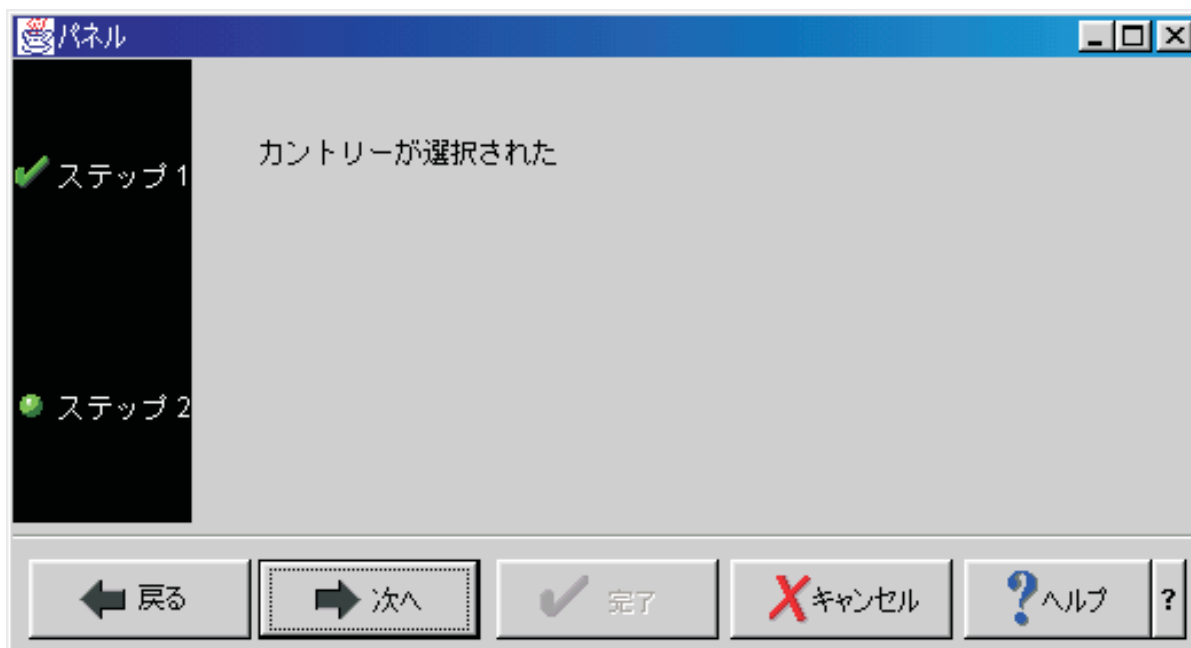 パネル
ステップ 1
カントリーが選択された
ステップ 2
戻る 次へ 完了 キャンセル ヘルプ ?